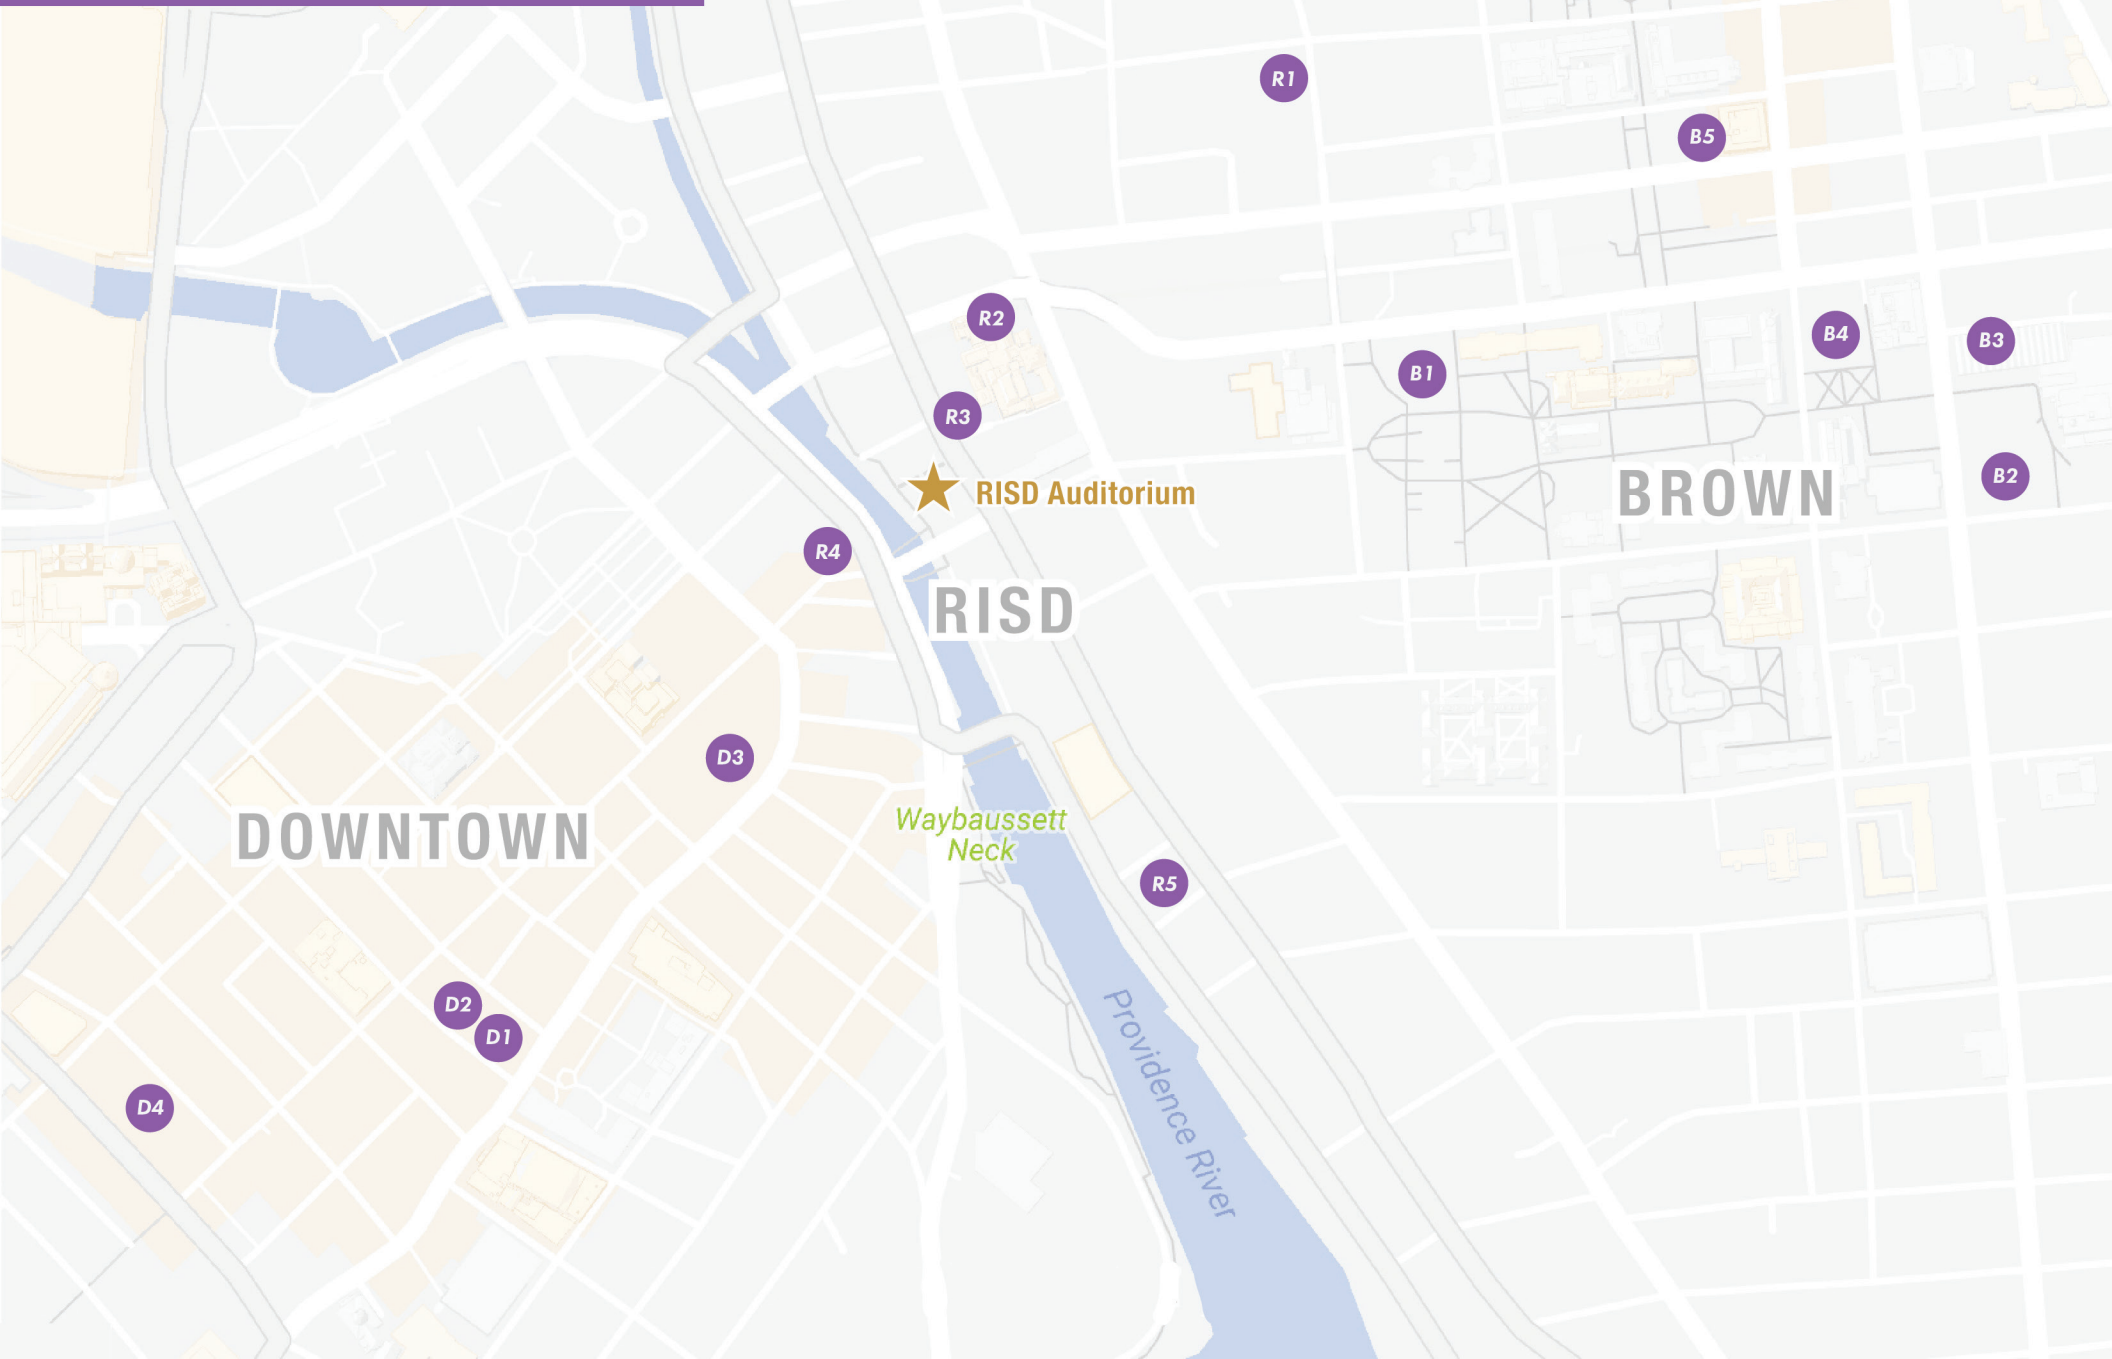 R1
B5
R2
B4
B3
B1
R3
B2
RISD Auditorium
BROWN
R4
RISD
D3
DOWNTOWN
Waybaussett
Neck
R5
D2
D1
Providence River
D4